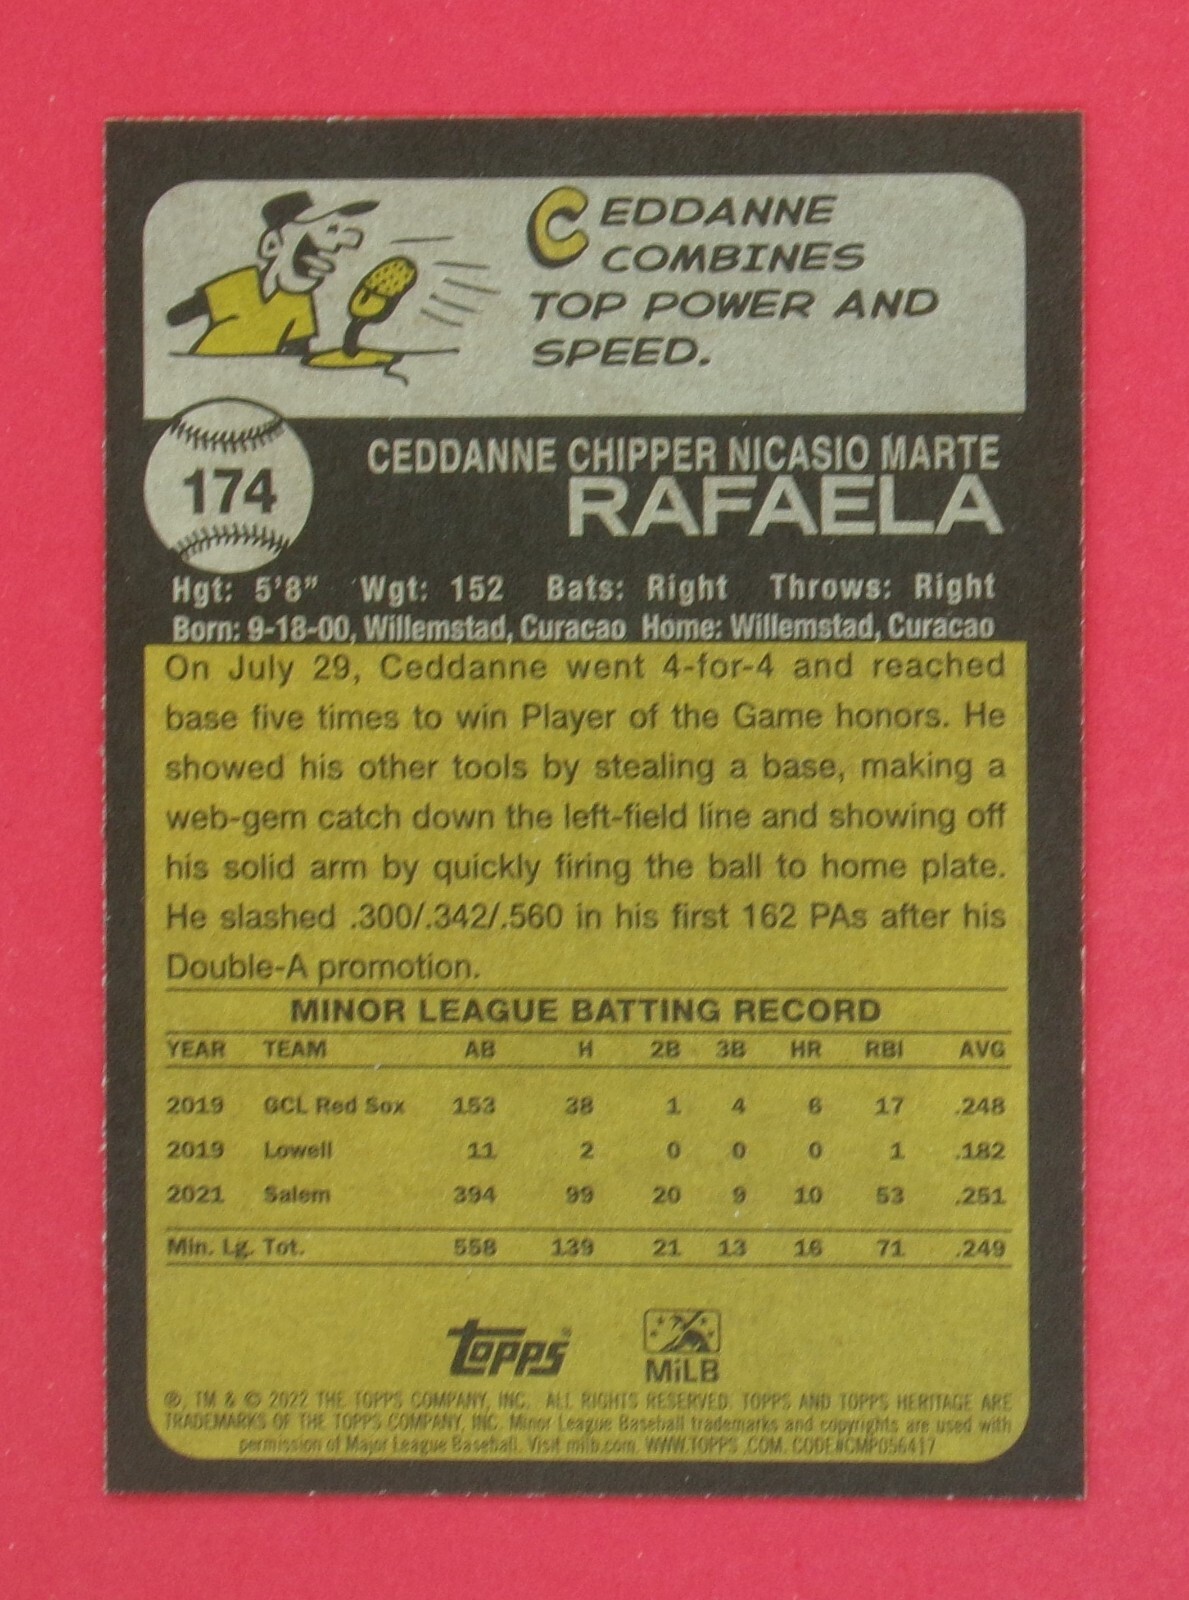 CEDDANNE
COMBINES
TOP POWER AND
SPEED.
174
CEDDANNE CHIPPER NICASIO MARTE
RAFAELA
Hgt: 5'8" Wgt: 152 Bats: Right Throws: Right
Born: 9-18-00, Willemstad, Curacao Home: Willemstad, Curacao
On July 29, Ceddanne went 4-for-4 and reached
base five times to win Player of the Game honors. He
showed his other tools by stealing a base, making a
web-gem catch down the left-field line and showing off
his solid arm by quickly firing the ball to home plate.
He slashed .300/.342/.560 in his first 162 PAs after his
Double-A promotion.
MINOR LEAGUE BATTING RECORD
YEAR TEAM AB H 2B 3B HR RBI AVG
2019 GCL Red Sox 153 38 1 4 6 17 .248
2019 Lowell 11 2 0 0 0 1 .182
2021 Salem 394 99 20 9 10 53 .251
Min. Lg. Tot. 558 139 21 13 16 71 .249
Topps® MiLB
®, TM & © 2022 THE TOPPS COMPANY, INC. ALL RIGHTS RESERVED. TOPPS AND TOPPS HERITAGE ARE
TRADEMARKS OF THE TOPPS COMPANY, INC. Minor League Baseball trademarks and copyrights are used with
permission of Major League Baseball. Visit milb.com. WWW.TOPPS .COM. CODE#CMP056417